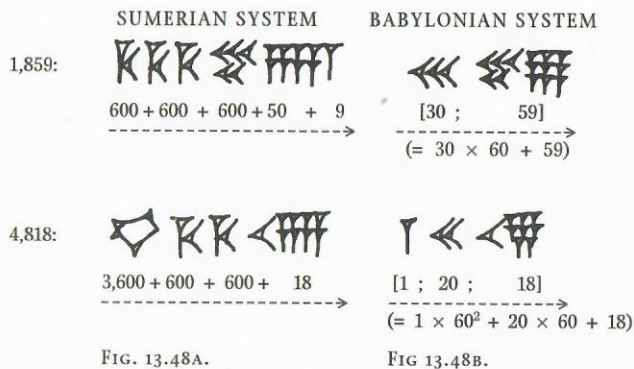 SUMERIAN SYSTEM BABYLONIAN SYSTEM
1,859:
600 + 600 + 600 + 50 + 9 [30 ; 59]
(= 30 × 60 + 59)
4,818:
3,600 + 600 + 600 + 18 [1 ; 20 ; 18]
(= 1 × 60² + 20 × 60 + 18)
FIG. 13.48A. FIG 13.48B.